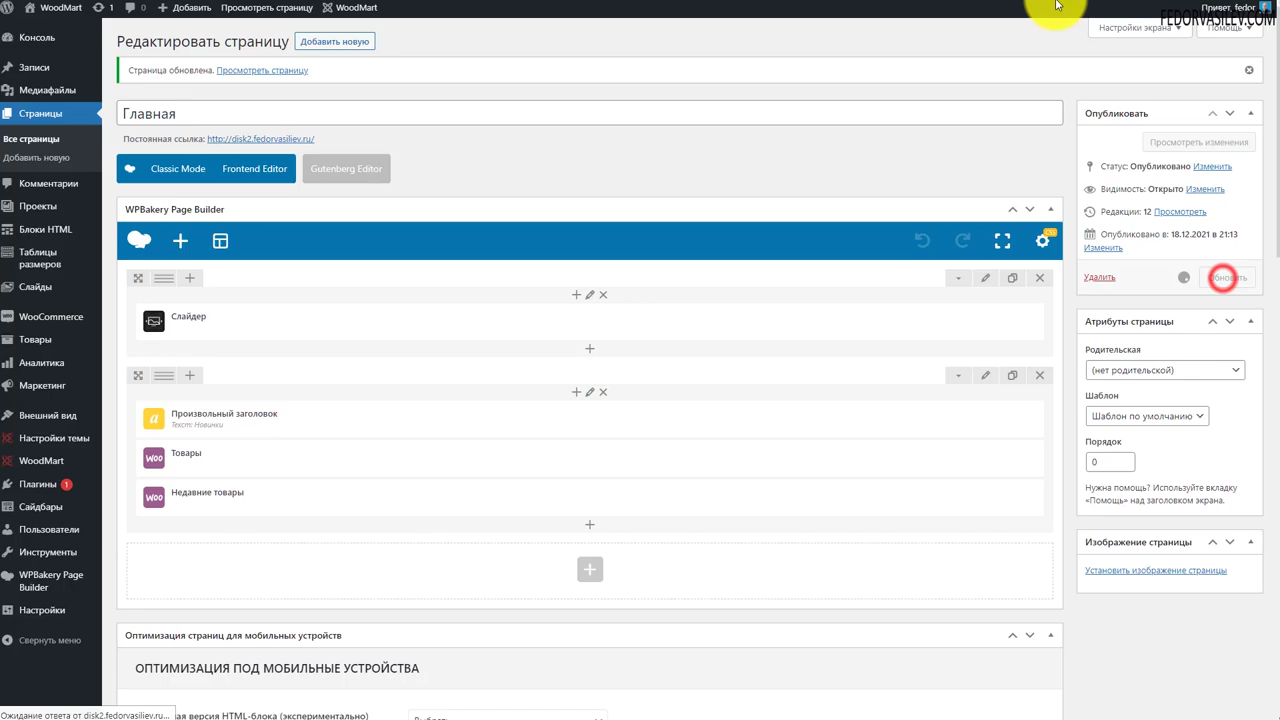 WoodMart
1
Добавить
Просмотреть страницу
WoodMart
Привет, fedor
FEDORVASILEV.COM
Консоль
Записи
Медиафайлы
Страницы
Все страницы
Добавить новую
Комментарии
Проекты
Блоки HTML
Таблицы
размеров
Слайды
WooCommerce
Товары
Аналитика
Маркетинг
Внешний вид
Настройки темы
WoodMart
Плагины 1
Сайдбары
Пользователи
Инструменты
WPBakery Page
Builder
Настройки
Свернуть меню
Редактировать страницу
Добавить новую
Настройки экрана
Помощь
Страница обновлена. Просмотреть страницу
Главная
Постоянная ссылка: http://disk2.fedorvasiliev.ru/
Classic Mode
Frontend Editor
Gutenberg Editor
WPBakery Page Builder
Слайдер
a
Произвольный заголовок
Текст: Новинки
Woo
Товары
Woo
Недавние товары
Оптимизация страниц для мобильных устройств
ОПТИМИЗАЦИЯ ПОД МОБИЛЬНЫЕ УСТРОЙСТВА
версия HTML-блока (экспериментально)
Опубликовать
Просмотреть изменения
Статус: Опубликовано Изменить
Видимость: Открыто Изменить
Редакции: 12 Просмотреть
Опубликовано в: 18.12.2021 в 21:13
Изменить
Удалить
Обновить
Атрибуты страницы
Родительская
(нет родительской)
Шаблон
Шаблон по умолчанию
Порядок
0
Нужна помощь? Используйте вкладку
«Помощь» над заголовком экрана.
Изображение страницы
Установить изображение страницы
Ожидание ответа от disk2.fedorvasiliev.ru...